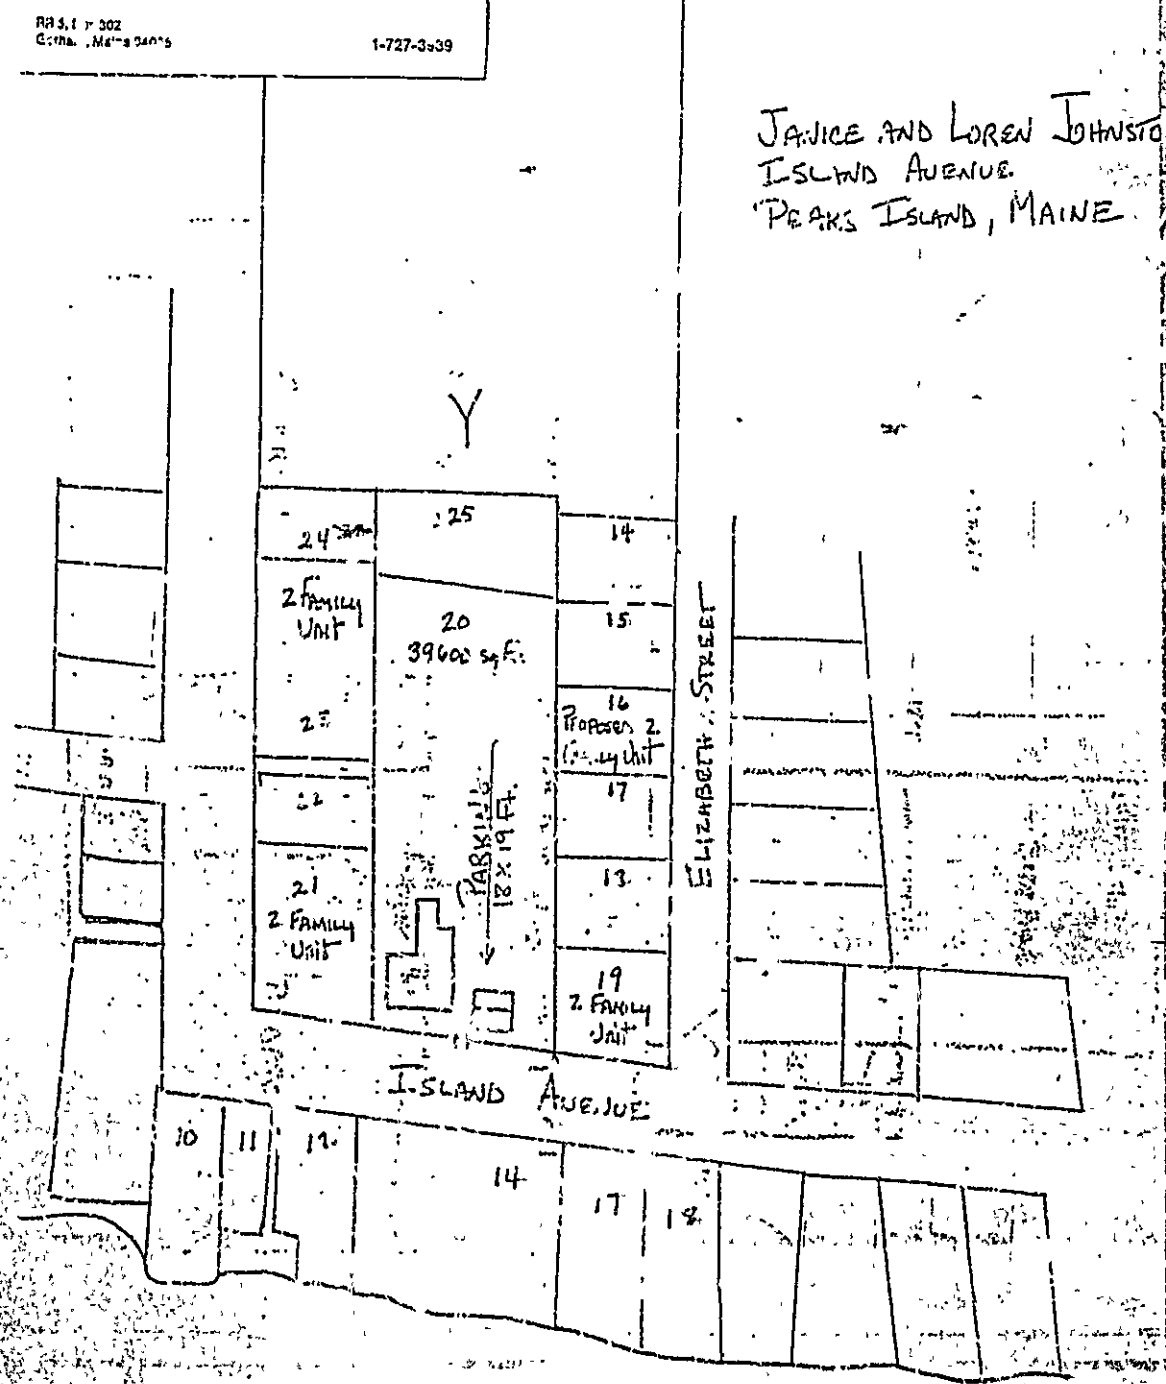 302
1-727-3939
JANICE AND LOREN JOHNSTO
ISLAND AVENUE
PEAKS ISLAND, MAINE
Y
24
25
14
2 FAMILY
UNIT
20
15
39600 sq. Ft.
16
PROPOSED 2
Family Unit
ELIZABETH STREET
PARKING
18 X 19 Ft.
22
17
21
2 FAMILY
UNIT
13
19
2 FAMILY
UNIT
ISLAND AVENUE
10
11
12
14
17
18